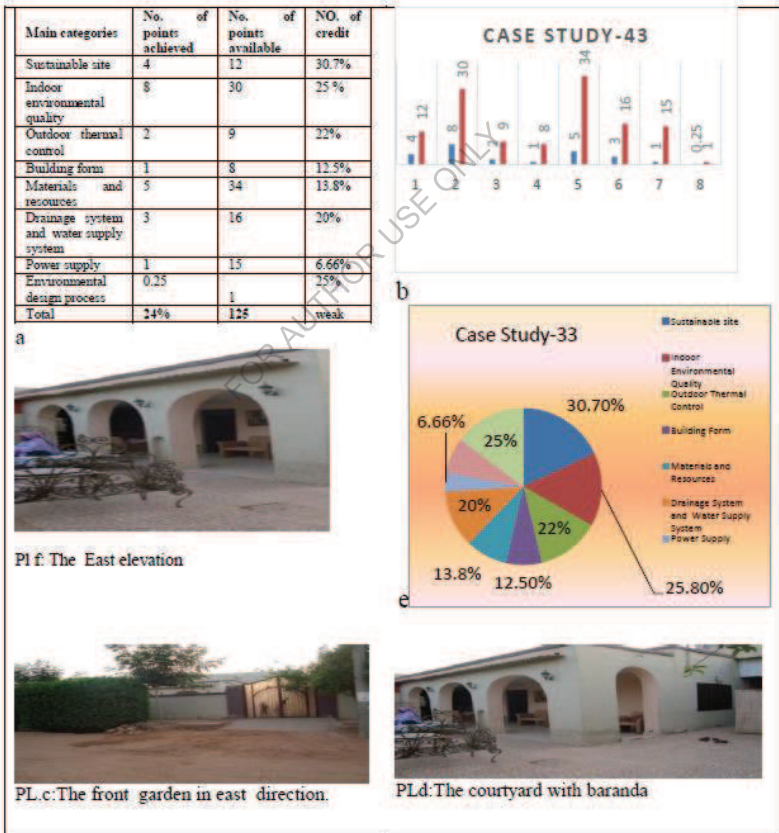 Main categories
No. of
points
achieved
No. of
points
available
NO. of
credit
Sustainable site 4 12 30.7%
Indoor
environmental
quality
8 30 25 %
Outdoor thermal
control
2 9 22%
Building form 1 8 12.5%
Materials and
resources
5 34 13.8%
Drainage system
and water supply
system
3 16 20%
Power supply 1 15 6.66%
Environmental
design process
0.25 1 25%
Total 24% 125 weak
a
CASE STUDY-43
4 12 8 30 2 9 1 8 5 34 3 16 1 15 0.25 1
1 2 3 4 5 6 7 8
b
FOR AUTHOR USE ONLY
Case Study-33
30.70%
25.80%
22%
12.50%
13.8%
20%
6.66%
25%
Sustainable site
Indoor
Environmental
Quality
Outdoor Thermal
Control
Building Form
Materials and
Resources
Drainage System
and Water Supply
System
Power Supply
e
Pl f: The East elevation
PL.c:The front garden in east direction.
PLd:The courtyard with baranda